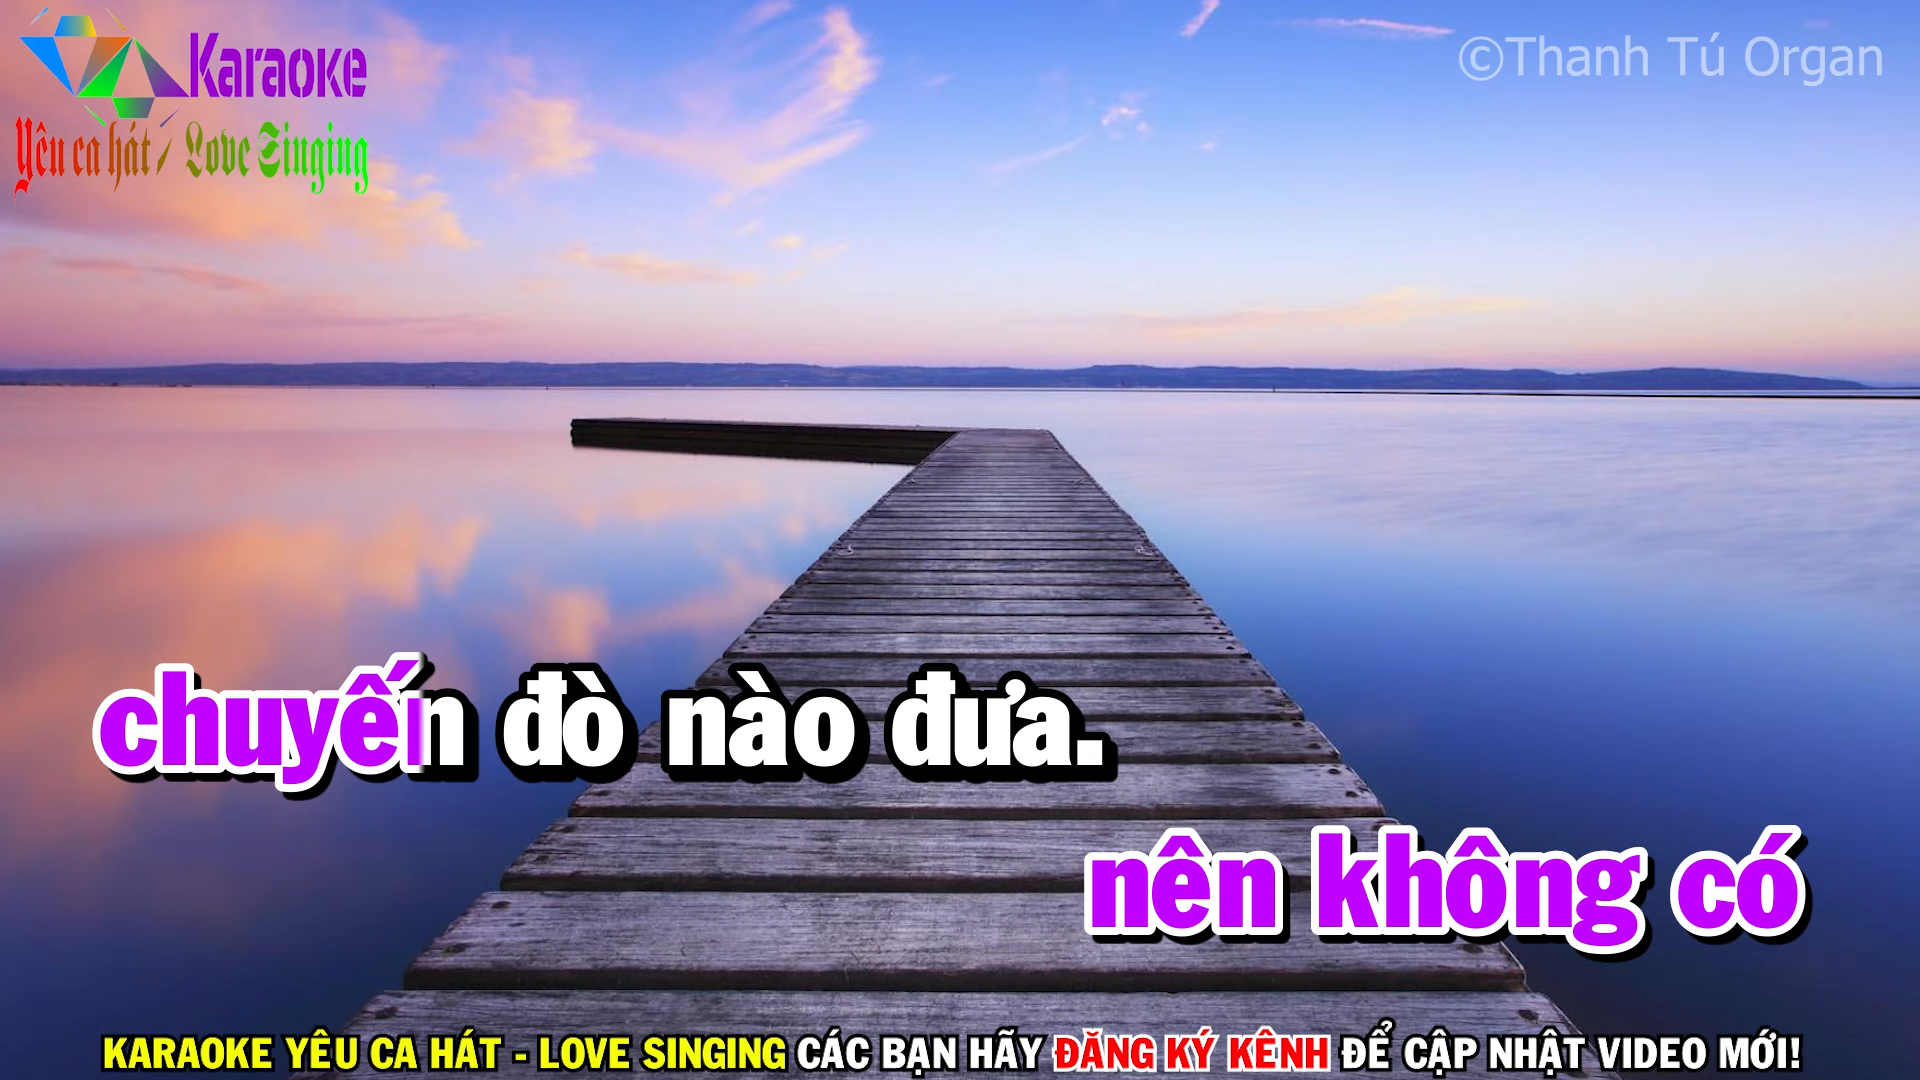 Karaoke
Yêu ca hát / Love Singing
©Thanh Tú Organ
chuyến đò nào đưa.
nên không có
KARAOKE YÊU CA HÁT - LOVE SINGING CÁC BẠN HÃY ĐĂNG KÝ KÊNH ĐỂ CẬP NHẬT VIDEO MỚI!